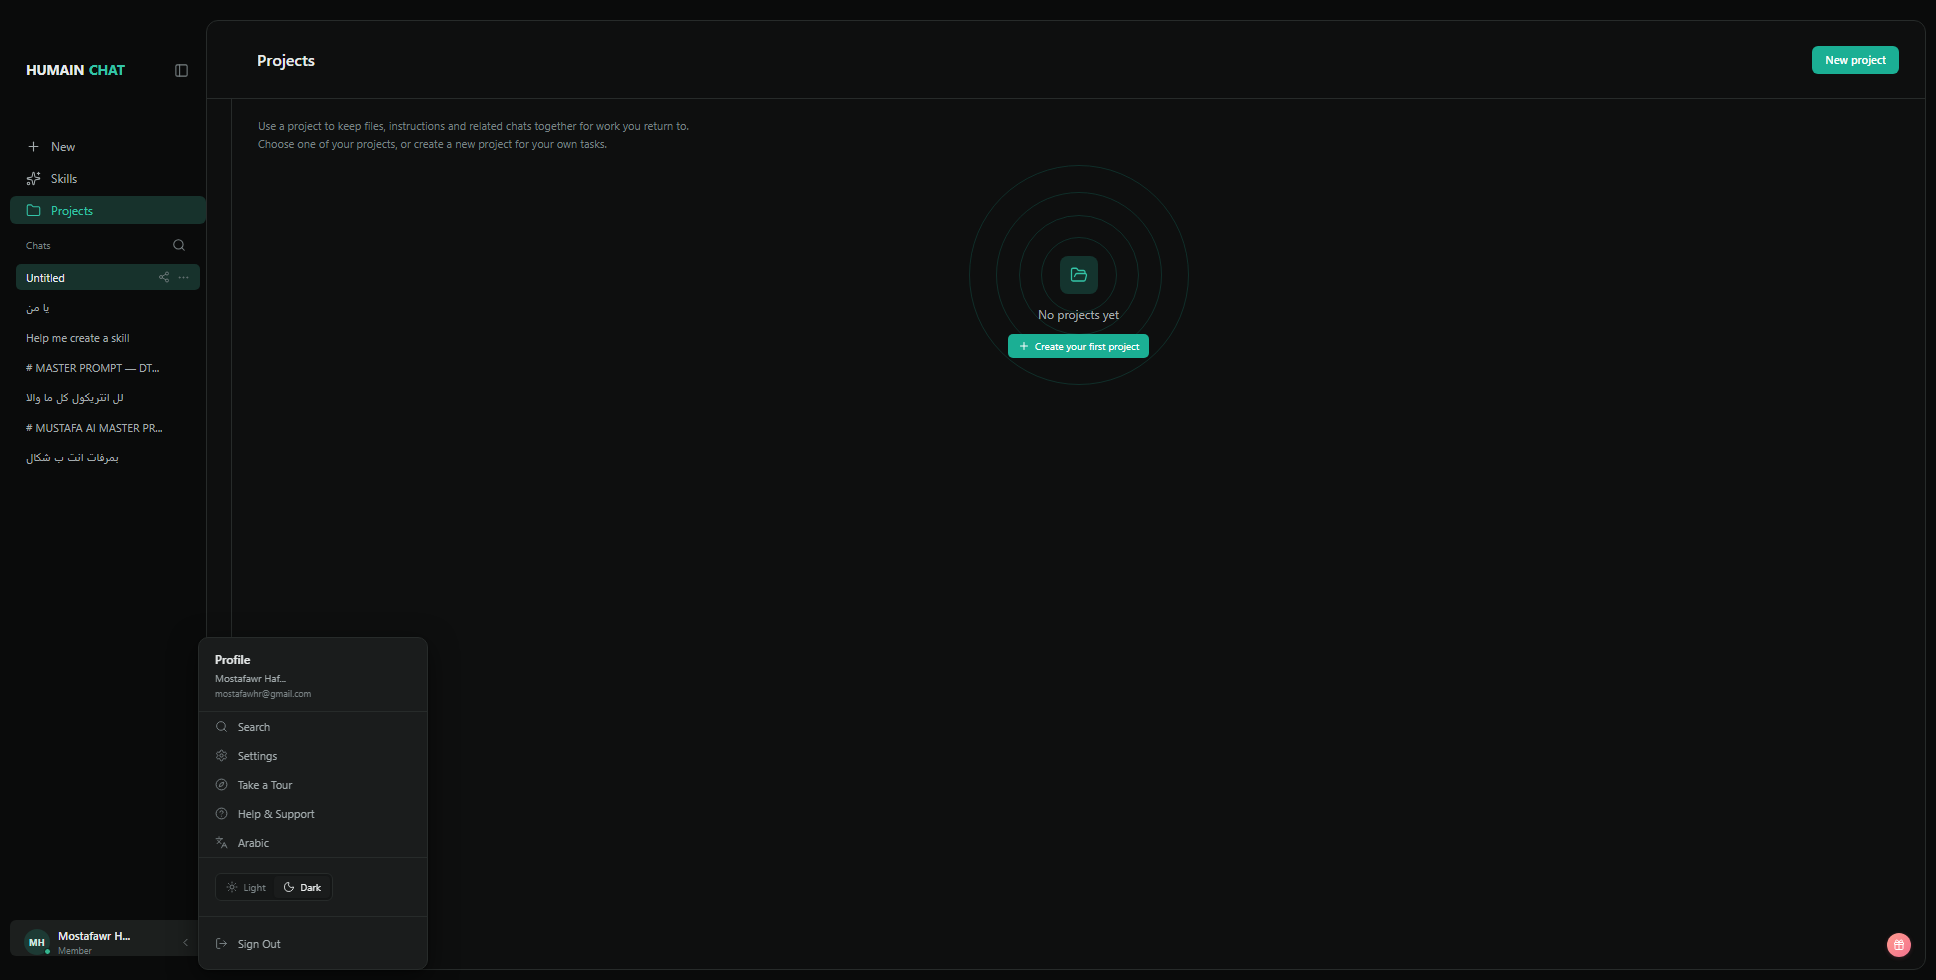 HUMAIN CHAT
New
Skills
Projects
Chats
Untitled
يا من
Help me create a skill
# MASTER PROMPT — DT...
لل انتريكول كل ما والا
# MUSTAFA AI MASTER PR...
بمرفات انت ب شكال
MH
Mostafawr H...
Member
Projects
New project
Use a project to keep files, instructions and related chats together for work you return to.
Choose one of your projects, or create a new project for your own tasks.
No projects yet
Create your first project
Profile
Mostafawr Haf...
mostafawhr@gmail.com
Search
Settings
Take a Tour
Help & Support
Arabic
Light
Dark
Sign Out